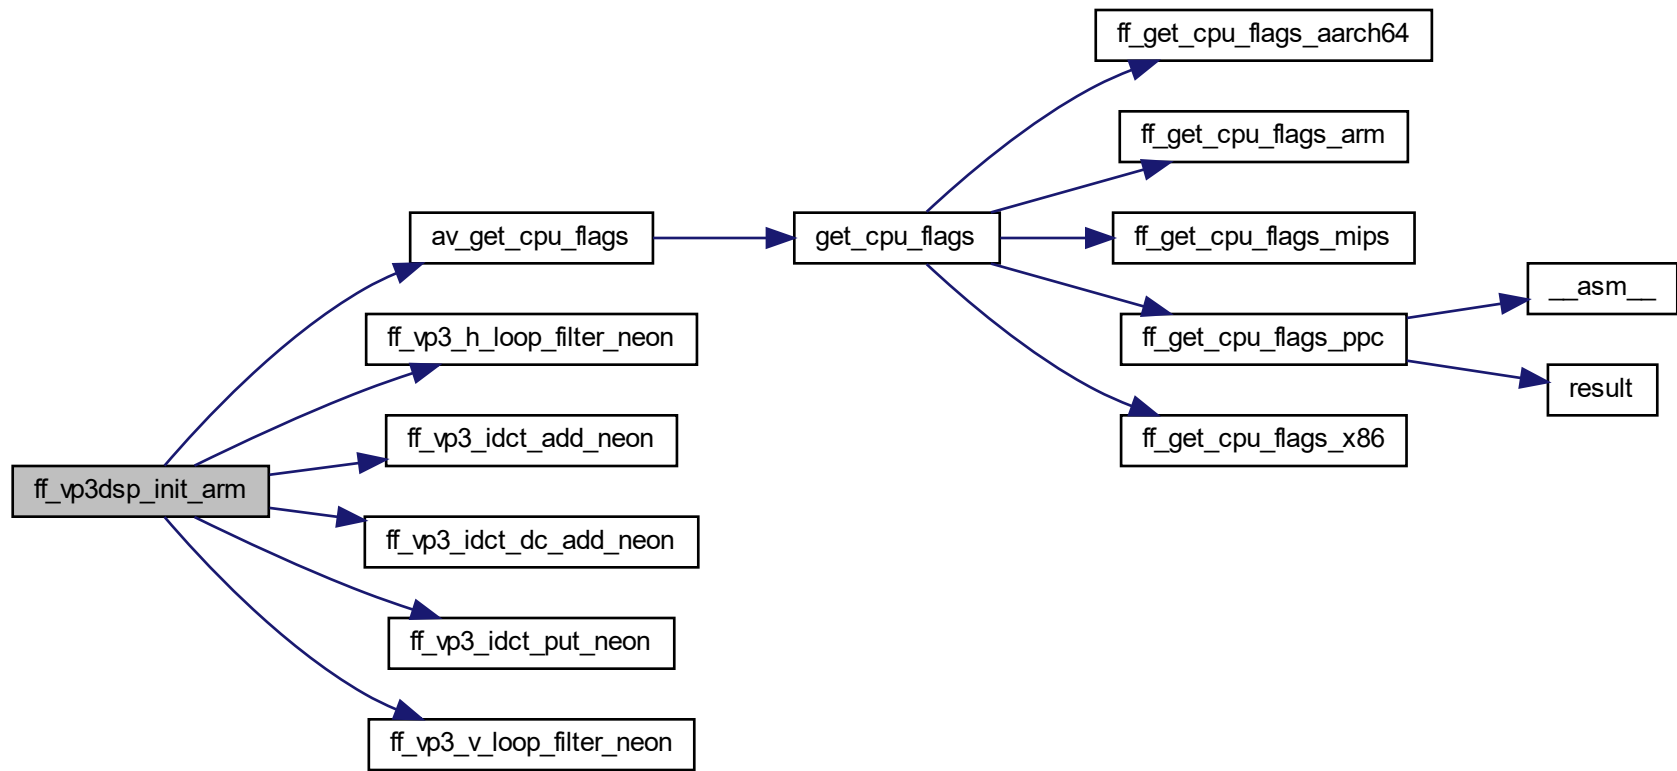 ff_get_cpu_flags_aarch64
ff_get_cpu_flags_arm
av_get_cpu_flags
get_cpu_flags
ff_get_cpu_flags_mips
__asm__
ff_vp3_h_loop_filter_neon
ff_get_cpu_flags_ppc
result
ff_vp3_idct_add_neon
ff_get_cpu_flags_x86
ff_vp3dsp_init_arm
ff_vp3_idct_dc_add_neon
ff_vp3_idct_put_neon
ff_vp3_v_loop_filter_neon